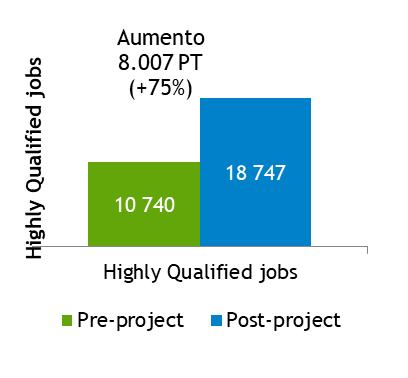 Aumento
8.007 PT
(+75%)
Highly Qualified jobs
18 747
10 740
Highly Qualified jobs
Pre-project Post-project